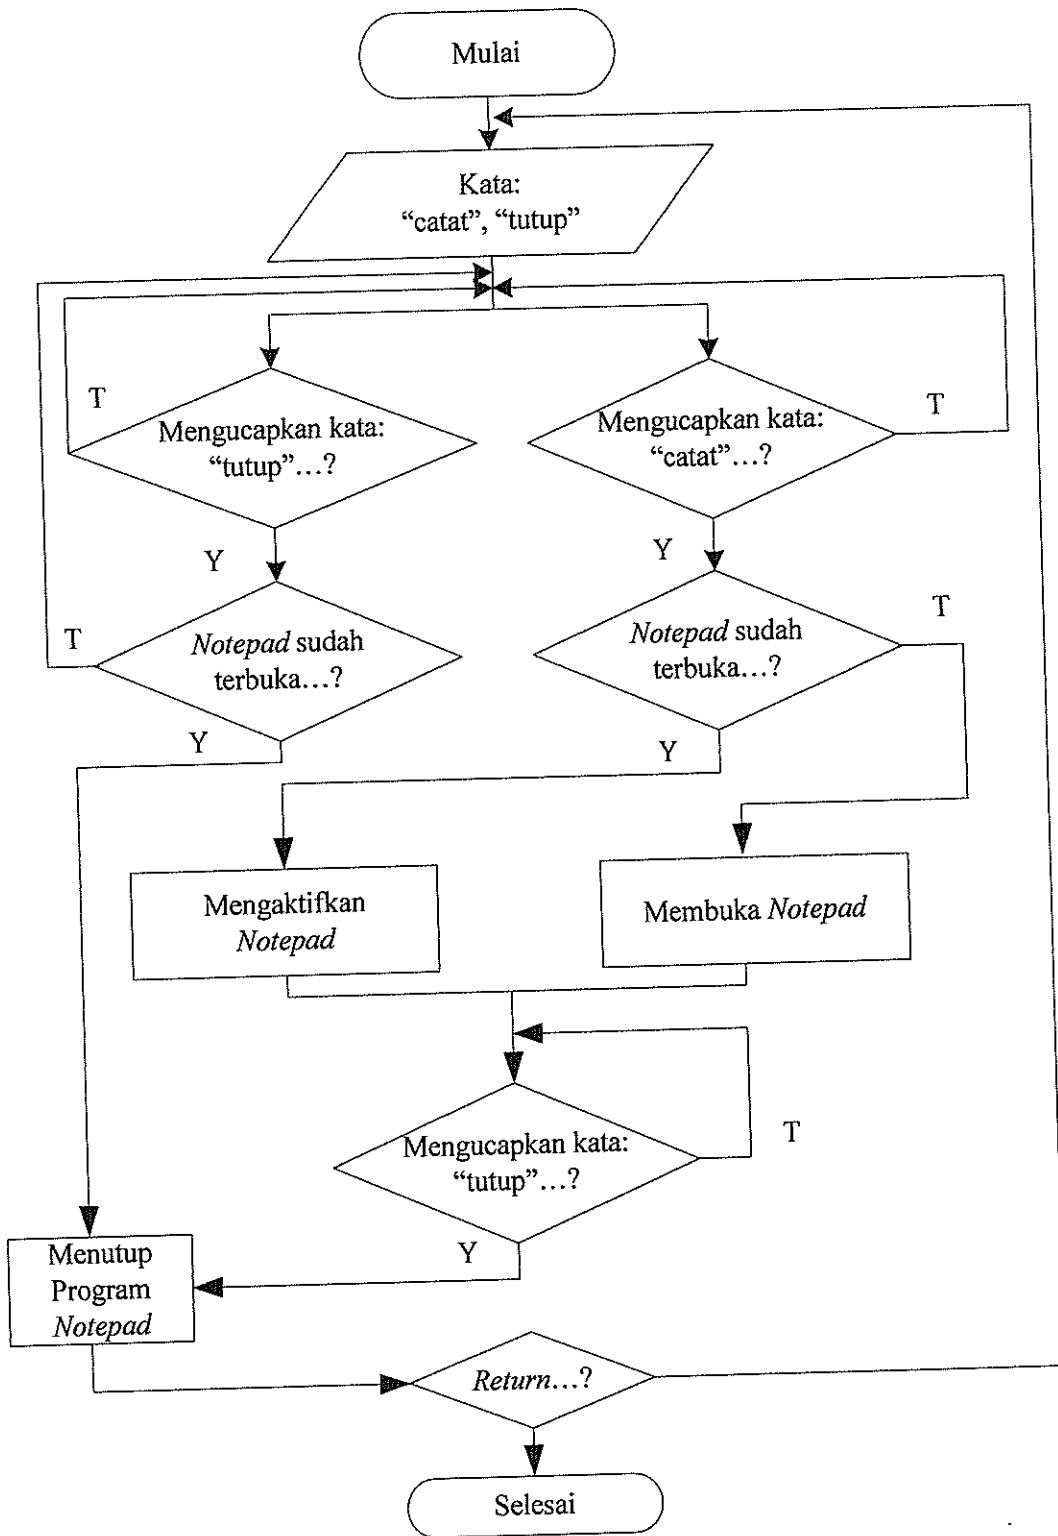 Mulai
Kata:
“catat”, “tutup”
T
Mengucapkan kata:
“tutup”…?
Mengucapkan kata:
“catat”…?
T
Y
Y
T
Notepad sudah
terbuka…?
Notepad sudah
terbuka…?
T
Y
Y
Mengaktifkan
Notepad
Membuka Notepad
Mengucapkan kata:
“tutup”…?
T
Y
Menutup
Program
Notepad
Return…?
Selesai